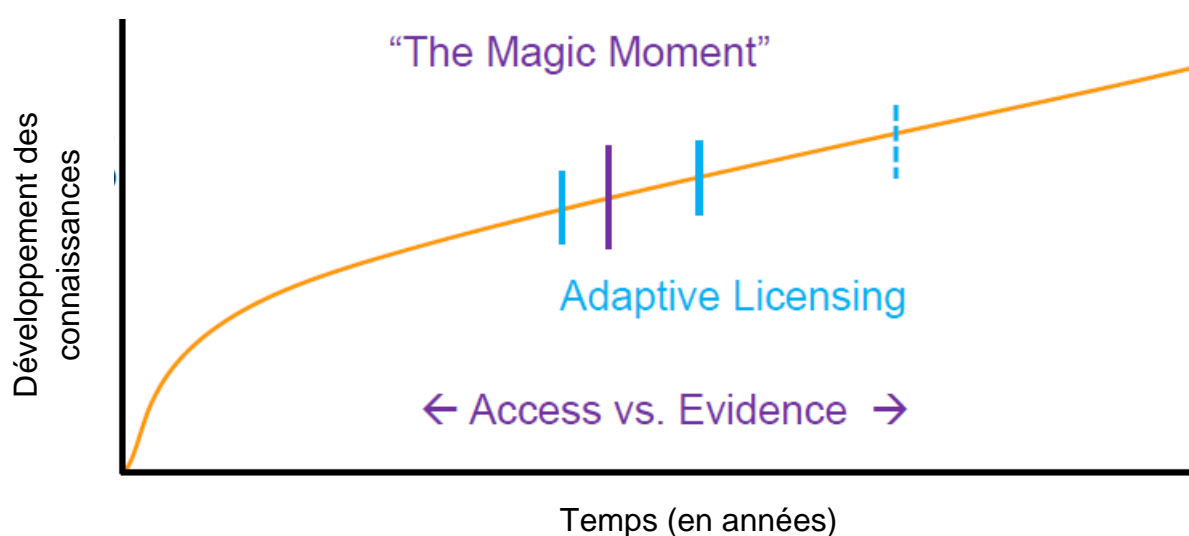 “The Magic Moment”
Développement des
connaissances
Adaptive Licensing
← Access vs. Evidence →
Temps (en années)